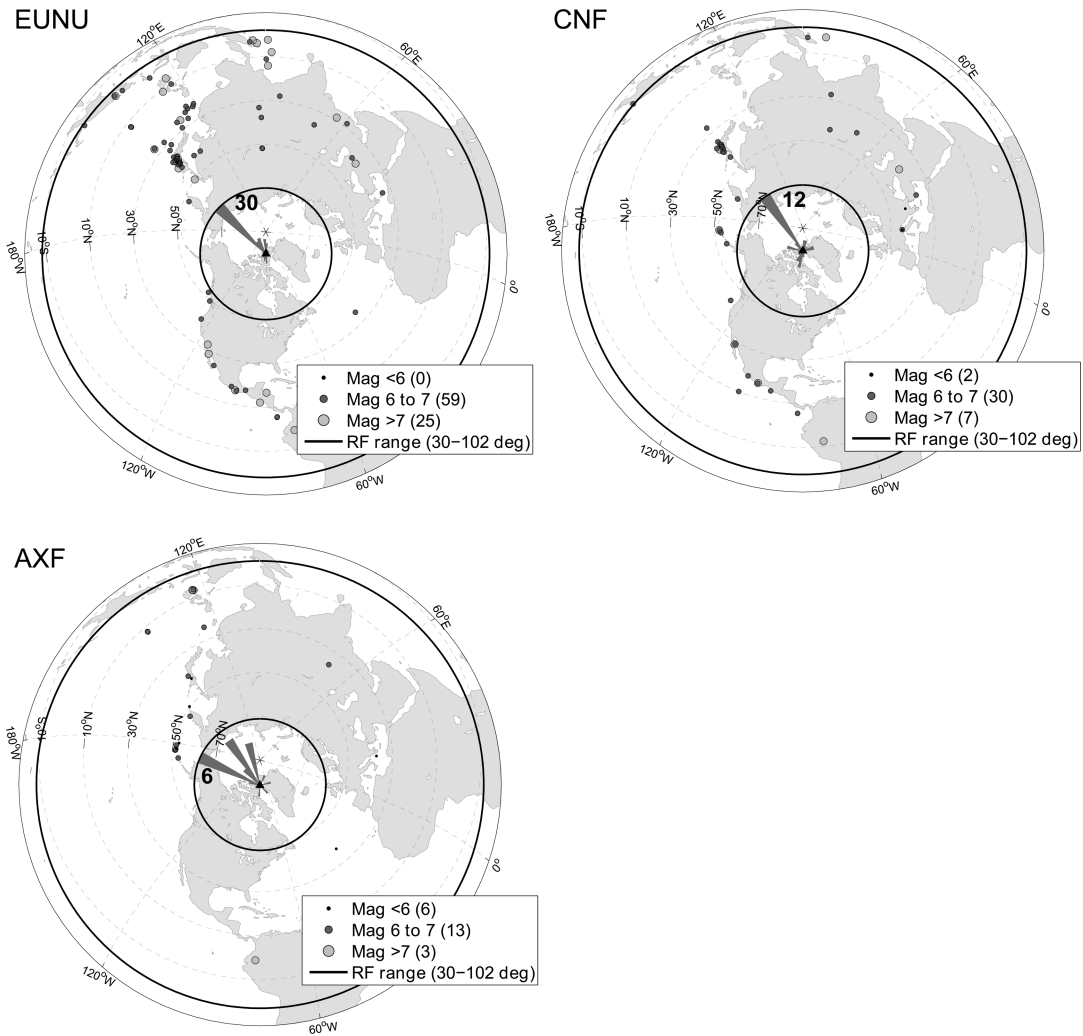 EUNU
120°E
60°E
50°N
30°N
10°N
10°S
180°W
30
0°
120°W
60°W
Mag <6 (0)
Mag 6 to 7 (59)
Mag >7 (25)
RF range (30−102 deg)
CNF
120°E
60°E
70°N
50°N
30°N
10°N
10°S
180°W
12
0°
120°W
60°W
Mag <6 (2)
Mag 6 to 7 (30)
Mag >7 (7)
RF range (30−102 deg)
AXF
120°E
60°E
70°N
50°N
30°N
10°N
10°S
180°W
6
0°
120°W
60°W
Mag <6 (6)
Mag 6 to 7 (13)
Mag >7 (3)
RF range (30−102 deg)